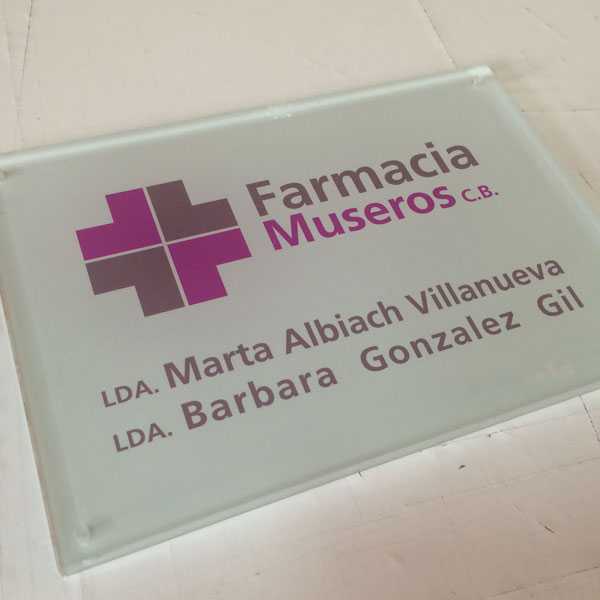 Farmacia
Museros C.B.
LDA. Marta Albiach Villanueva
LDA. Barbara Gonzalez Gil